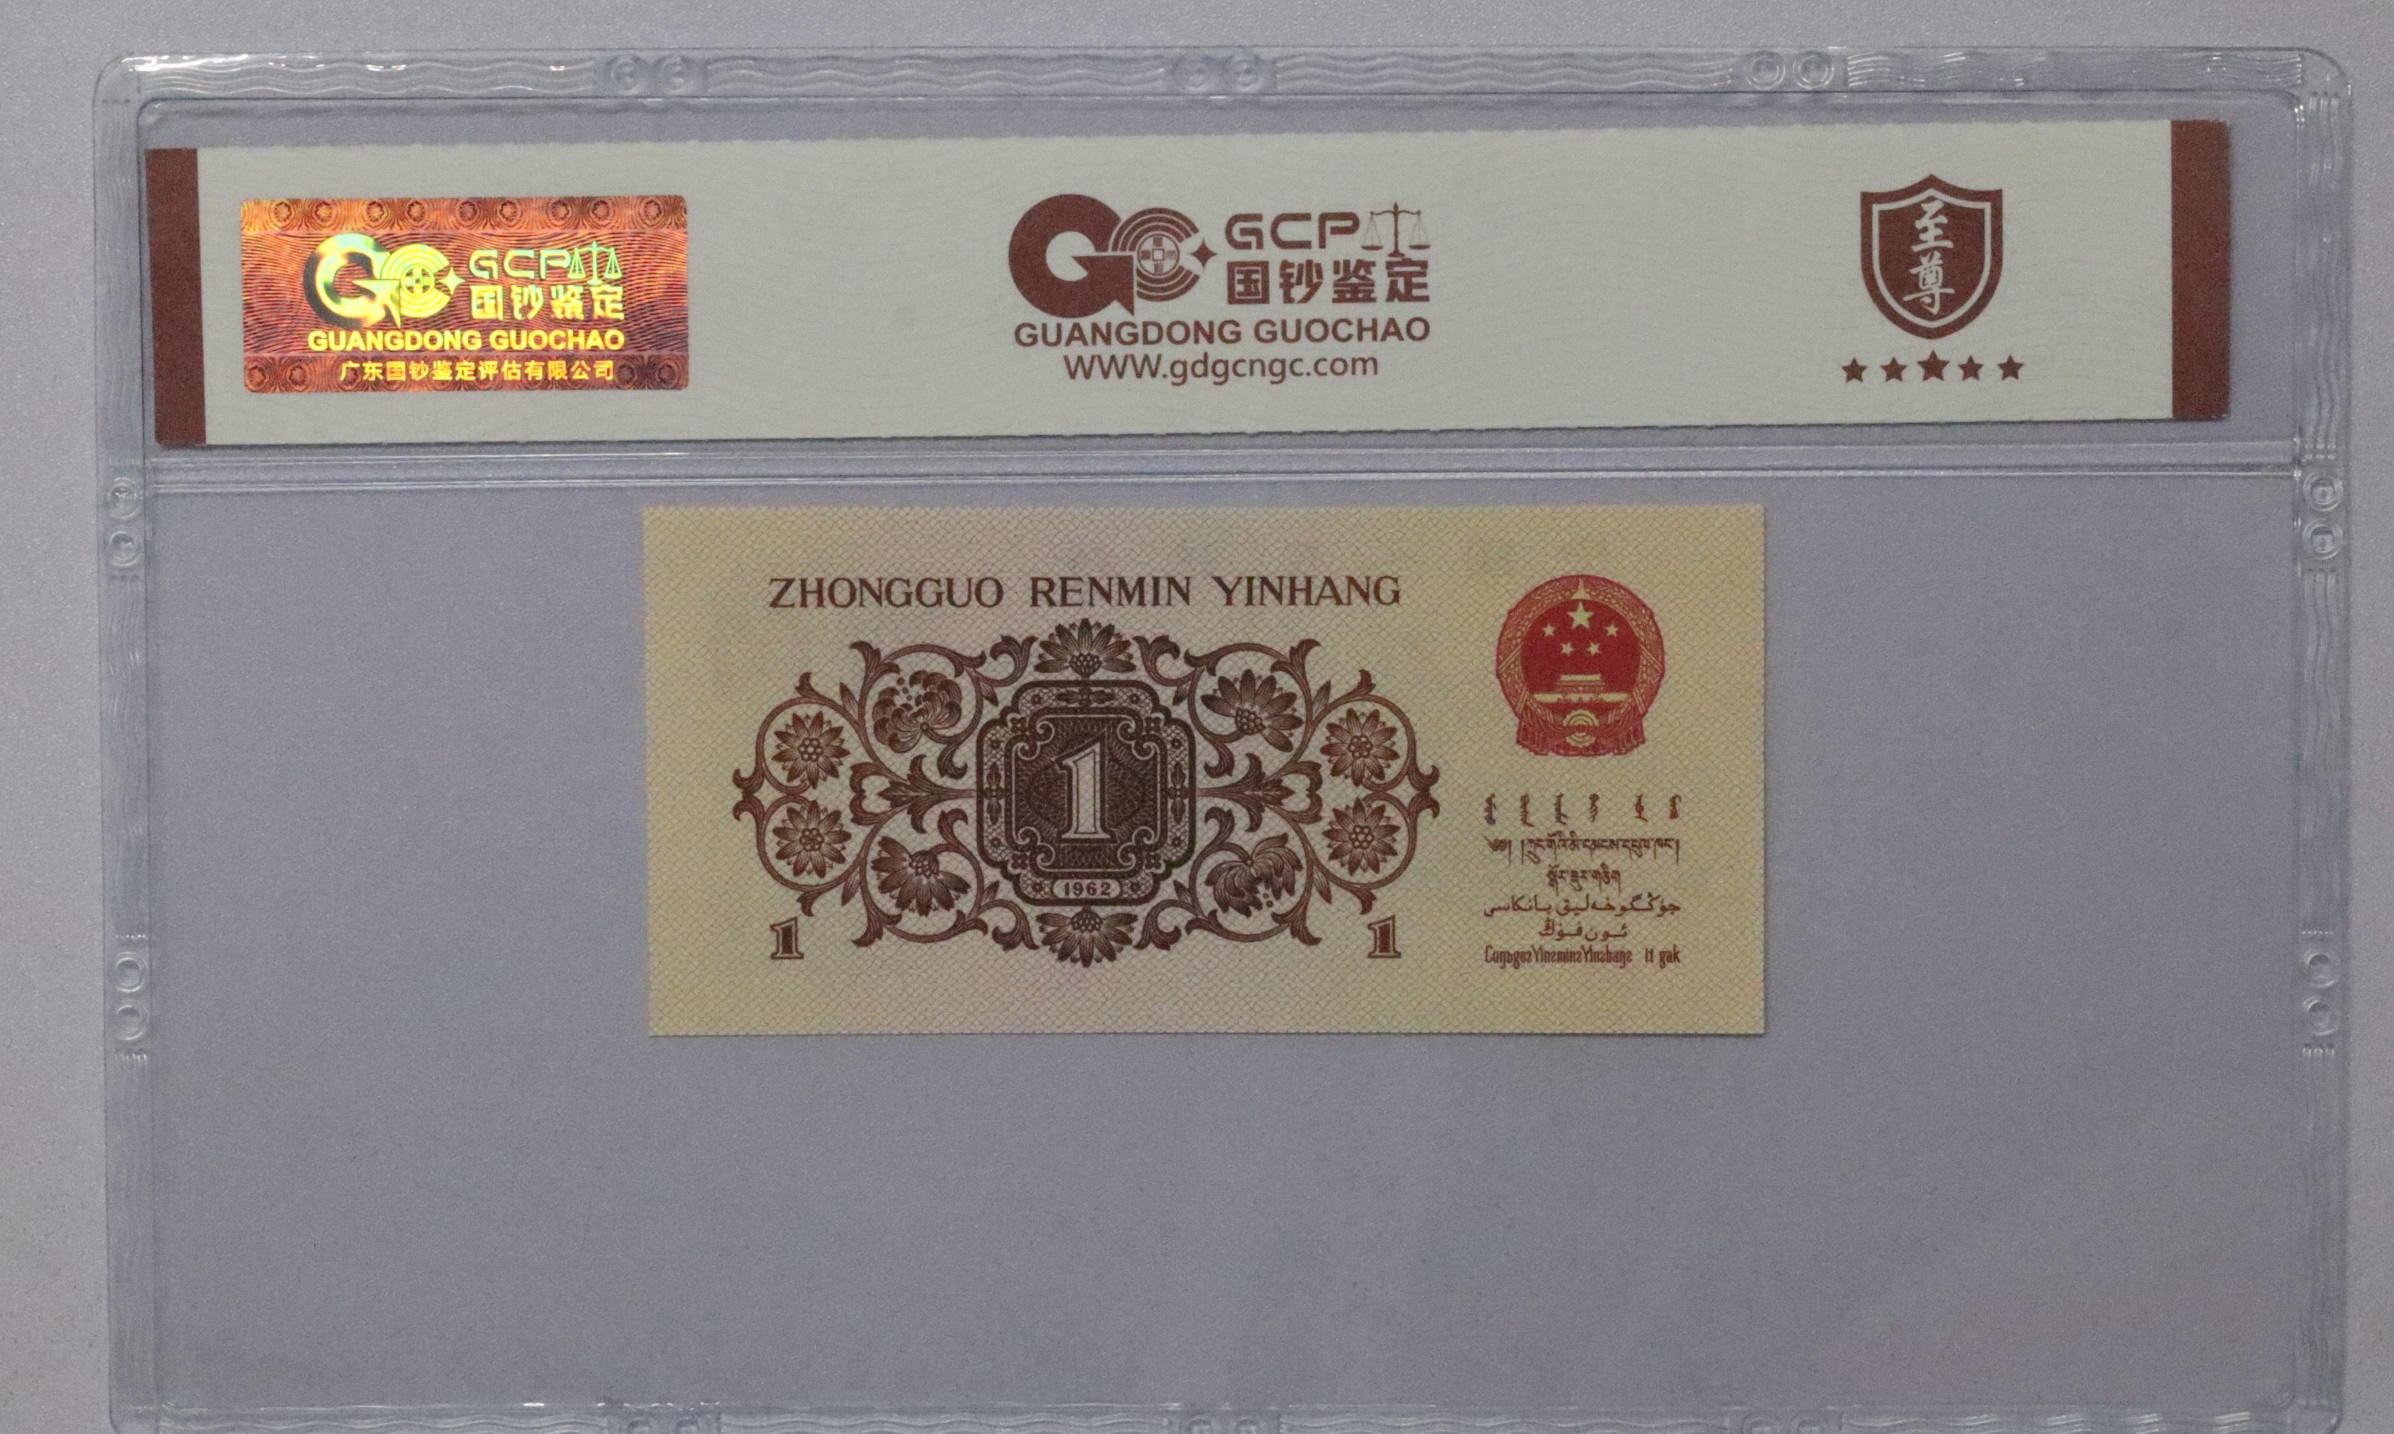 GCP
国钞鉴定
GUANGDONG GUOCHAO
广东国钞鉴定评估有限公司
GCP
国钞鉴定
GUANGDONG GUOCHAO
WWW.gdgcngc.com
至
尊
ZHONGGUO RENMIN YINHANG
1
1962
1
1
جۇڭگوخەلىق بانكاسى